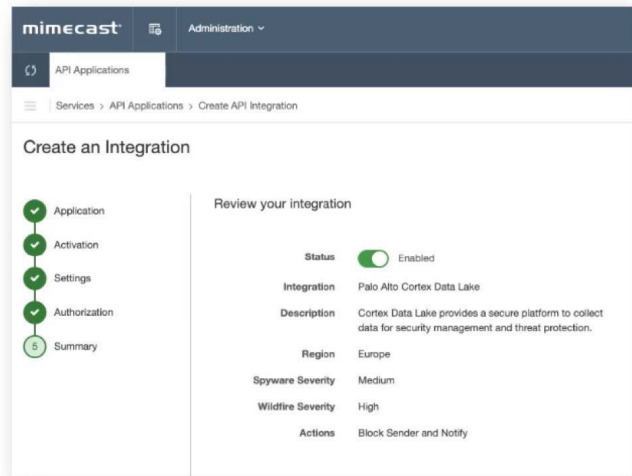 mimecast
Administration
API Applications
Services > API Applications > Create API Integration
Create an Integration
Application
Activation
Settings
Authorization
5 Summary
Review your integration
Status Enabled
Integration Palo Alto Cortex Data Lake
Description Cortex Data Lake provides a secure platform to collect
data for security management and threat protection.
Region Europe
Spyware Severity Medium
Wildfire Severity High
Actions Block Sender and Notify